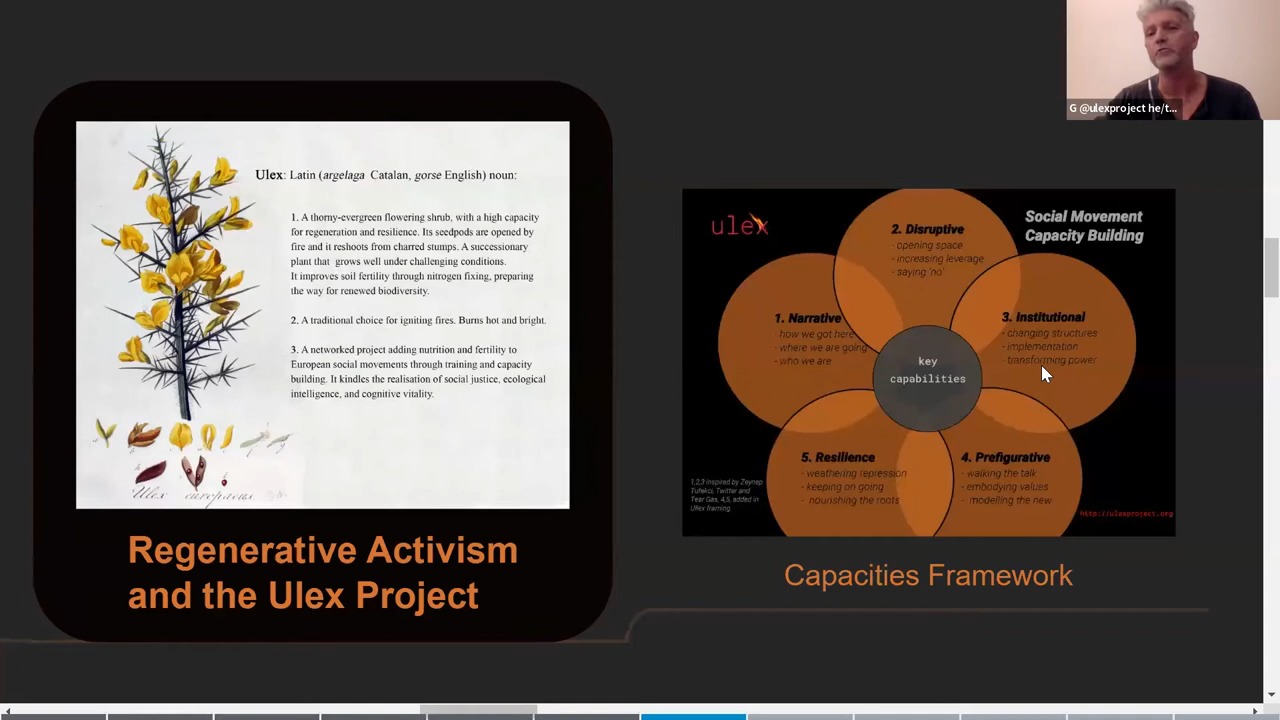 G @ulexproject he/t...
Ulex: Latin (argelaga Catalan, gorse English) noun:
1. A thorny-evergreen flowering shrub, with a high capacity
for regeneration and resilience. Its seedpods are opened by
fire and it reshoots from charred stumps. A successionary
plant that grows well under challenging conditions.
It improves soil fertility through nitrogen fixing, preparing
the way for renewed biodiversity.
2. A traditional choice for igniting fires. Burns hot and bright.
3. A networked project adding nutrition and fertility to
European social movements through training and capacity
building. It kindles the realisation of social justice, ecological
intelligence, and cognitive vitality.
Ulex europaeus.
Regenerative Activism
and the Ulex Project
ulex
Social Movement
Capacity Building
2. Disruptive
- opening space
- increasing leverage
- saying 'no'
1. Narrative
- how we got here
- where we are going
- who we are
3. Institutional
- changing structures
- implementation
- transforming power
key
capabilities
5. Resilience
- weathering repression
- keeping on going
- nourishing the roots
4. Prefigurative
- walking the talk
- embodying values
- modelling the new
1,2,3 inspired by Zeynep
Tufekci, Twitter and
Tear Gas, 4,5, added in
Ulex framing.
http://ulexproject.org
Capacities Framework